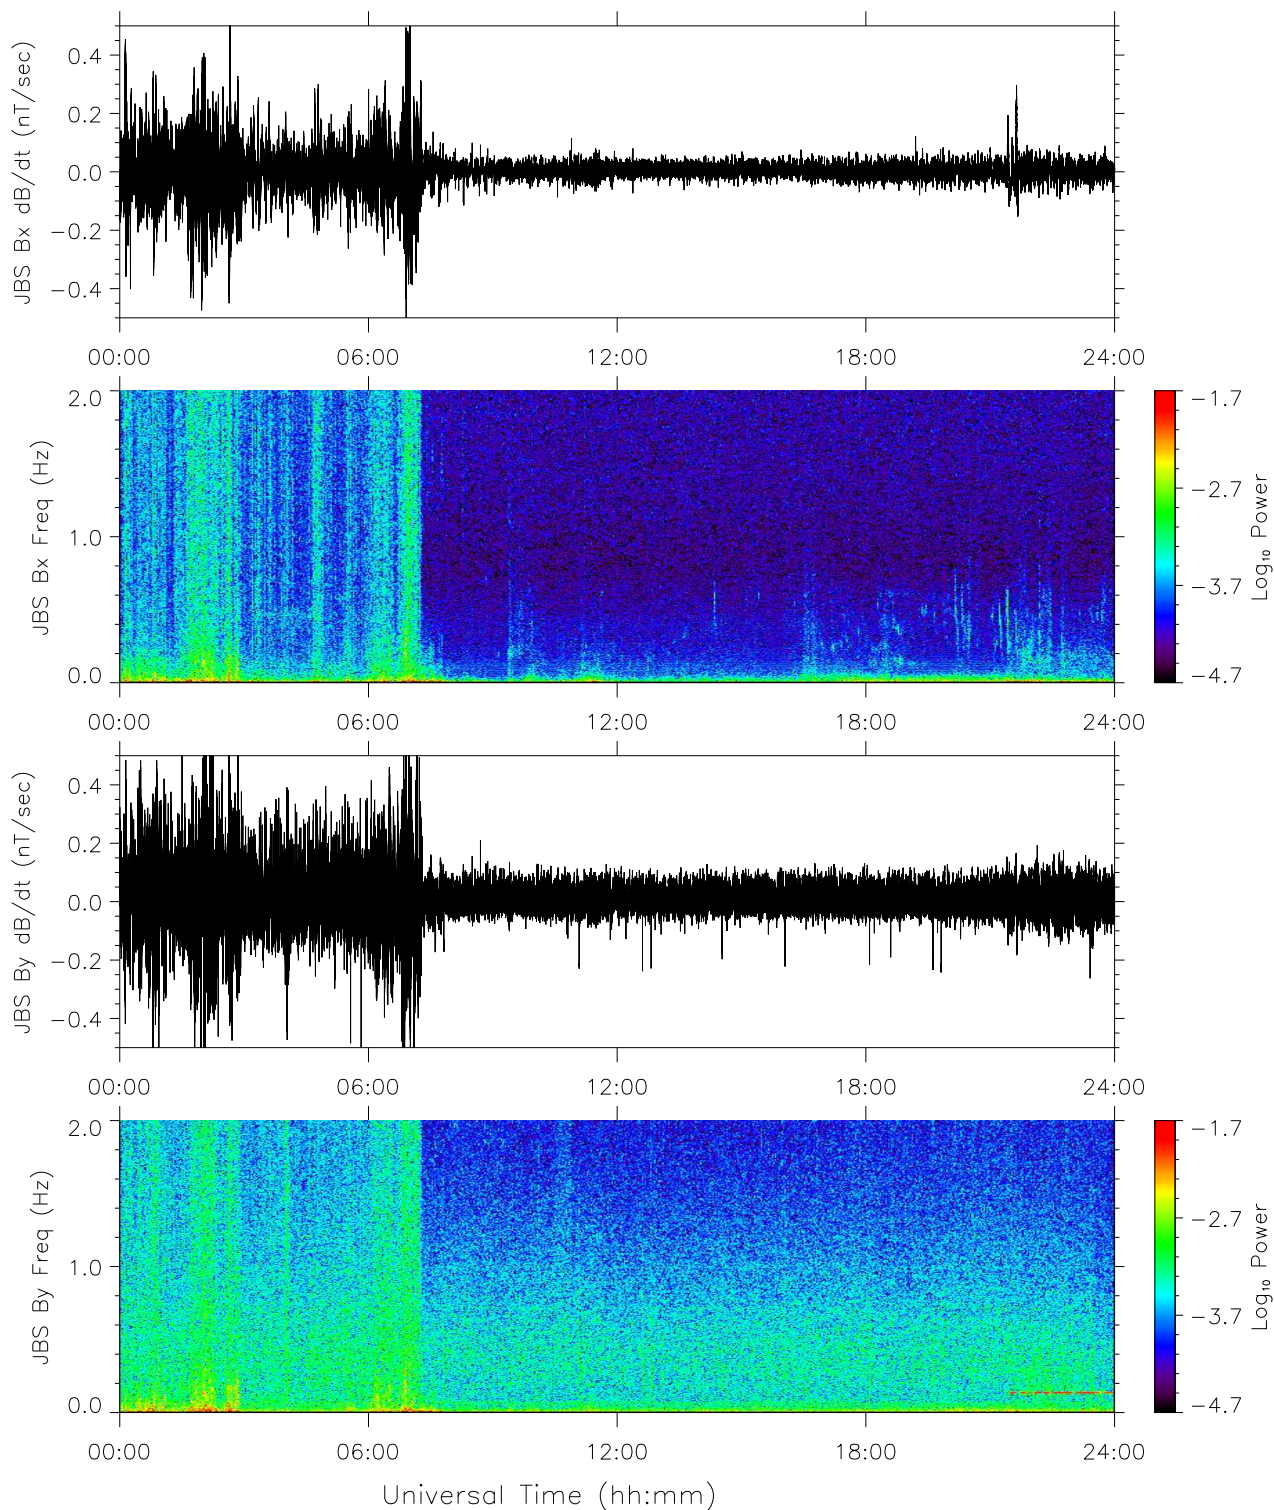 JBS Bx dB/dt (nT/sec)
0.4
0.2
0.0
−0.2
−0.4
00:00 06:00 12:00 18:00 24:00
JBS Bx Freq (Hz)
2.0
1.0
0.0
−1.7
−2.7
−3.7
−4.7
Log₁₀ Power
00:00 06:00 12:00 18:00 24:00
JBS By dB/dt (nT/sec)
0.4
0.2
0.0
−0.2
−0.4
00:00 06:00 12:00 18:00 24:00
JBS By Freq (Hz)
2.0
1.0
0.0
−1.7
−2.7
−3.7
−4.7
Log₁₀ Power
00:00 06:00 12:00 18:00 24:00
Universal Time (hh:mm)